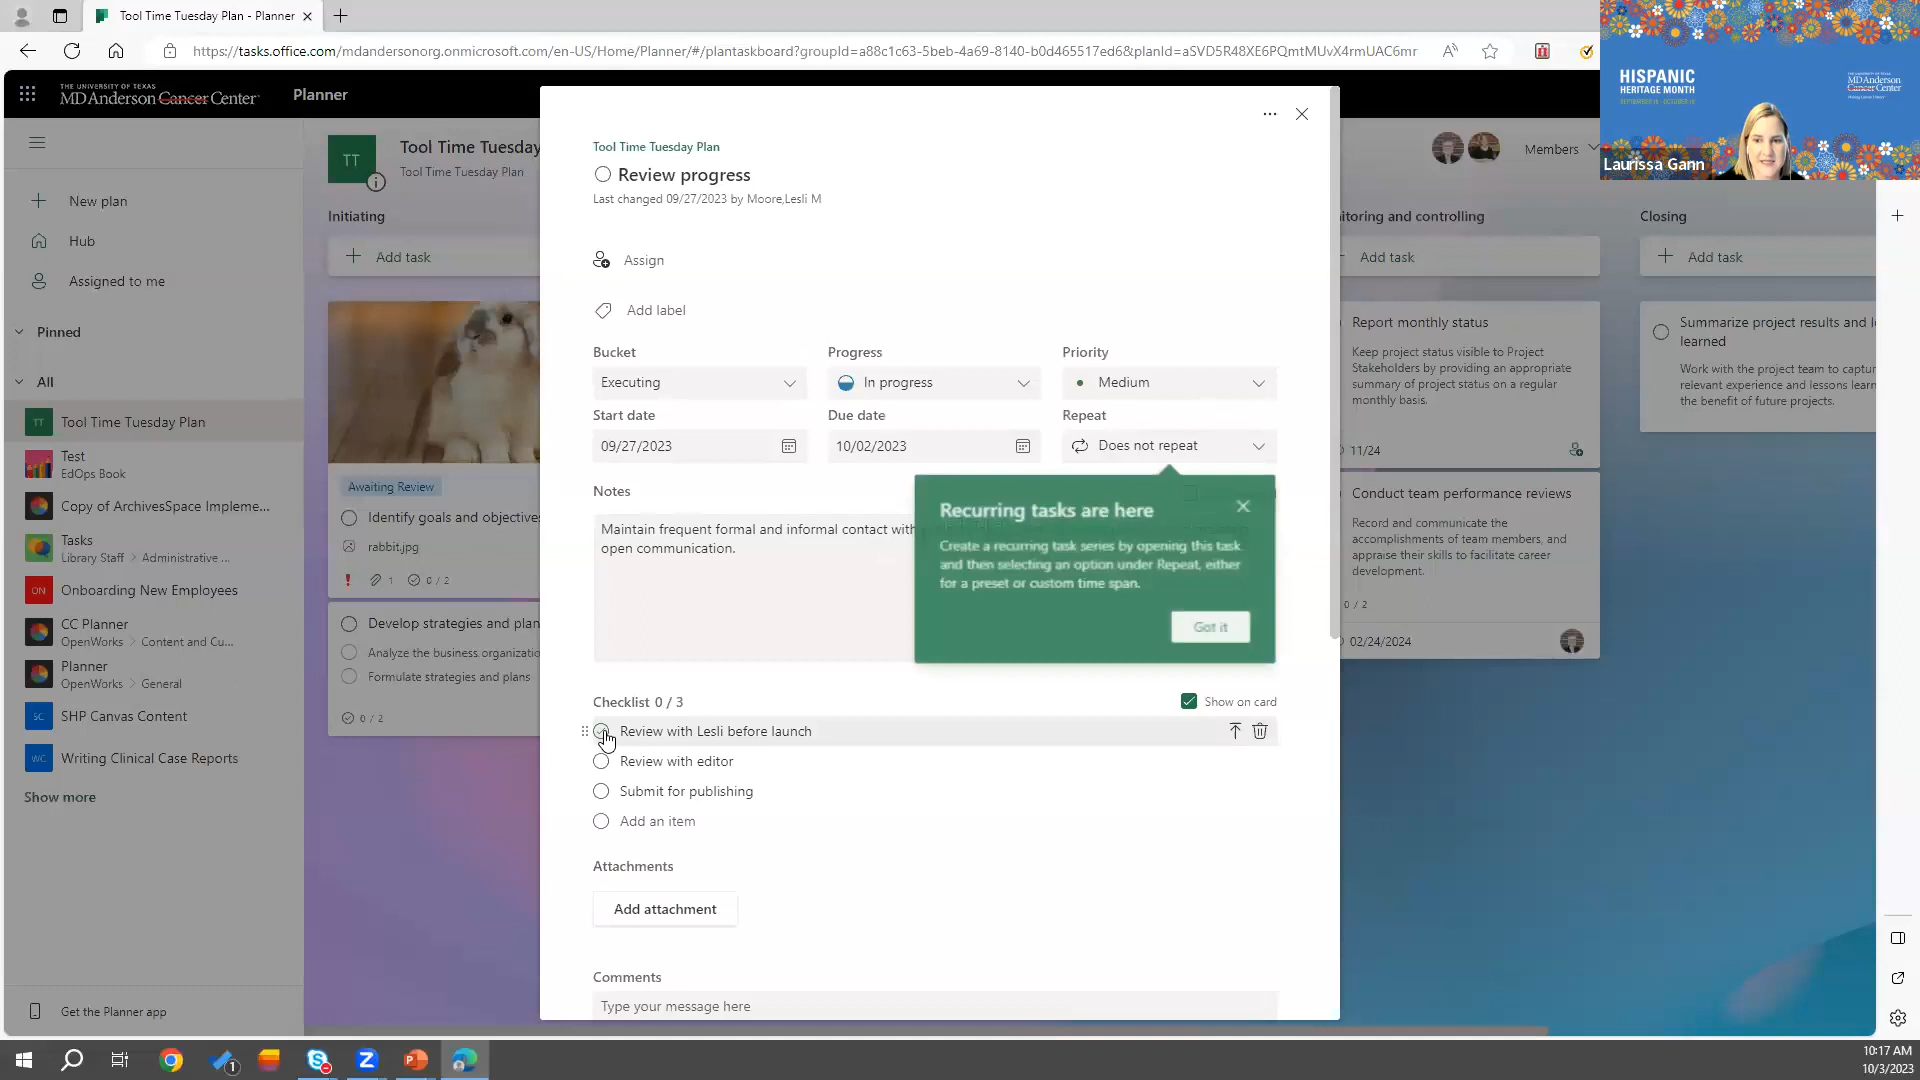 Tool Time Tuesday Plan - Planner
https://tasks.office.com/mdandersonorg.onmicrosoft.com/en-US/Home/Planner/#/plantaskboard?groupId=a88c1c63-5beb-4a69-8140-b0d465517ed6&planId=aSVD5R48XE6PQmtMUvX4rmUAC6mr
HISPANIC
HERITAGE MONTH
MDAnderson
Cancer Center
Laurissa Gann
THE UNIVERSITY OF TEXAS
MDAnderson Cancer Center
Planner
New plan
Hub
Assigned to me
Pinned
All
TT
Tool Time Tuesday Plan
Test
EdOps Book
Copy of ArchivesSpace Impleme...
Tasks
Library Staff > Administrative ...
ON
Onboarding New Employees
CC Planner
OpenWorks > Content and Cu...
Planner
OpenWorks > General
SC
SHP Canvas Content
WC
Writing Clinical Case Reports
Show more
Get the Planner app
TT
Tool Time Tuesday
Tool Time Tuesday Plan
Members
Initiating
Add task
Awaiting Review
Identify goals and objectives
rabbit.jpg
1
0 / 2
Develop strategies and plan
Analyze the business organizatio
Formulate strategies and plans
0 / 2
Tool Time Tuesday Plan
Review progress
Last changed 09/27/2023 by Moore,Lesli M
Assign
Add label
Bucket
Progress
Priority
Executing
In progress
Medium
Start date
Due date
Repeat
09/27/2023
10/02/2023
Does not repeat
Notes
Maintain frequent formal and informal contact with
open communication.
Recurring tasks are here
Create a recurring task series by opening this task
and then selecting an option under Repeat, either
for a preset or custom time span.
Got it
Checklist 0 / 3
Show on card
Review with Lesli before launch
Review with editor
Submit for publishing
Add an item
Attachments
Add attachment
Comments
Type your message here
itoring and controlling
Add task
Report monthly status
Keep project status visible to Project
Stakeholders by providing an appropriate
summary of project status on a regular
monthly basis.
11/24
Conduct team performance reviews
Record and communicate the
accomplishments of team members, and
appraise their skills to facilitate career
development.
0 / 2
02/24/2024
Closing
Add task
Summarize project results and le
learned
Work with the project team to captur
relevant experience and lessons learn
the benefit of future projects.
1
10:17 AM
10/3/2023